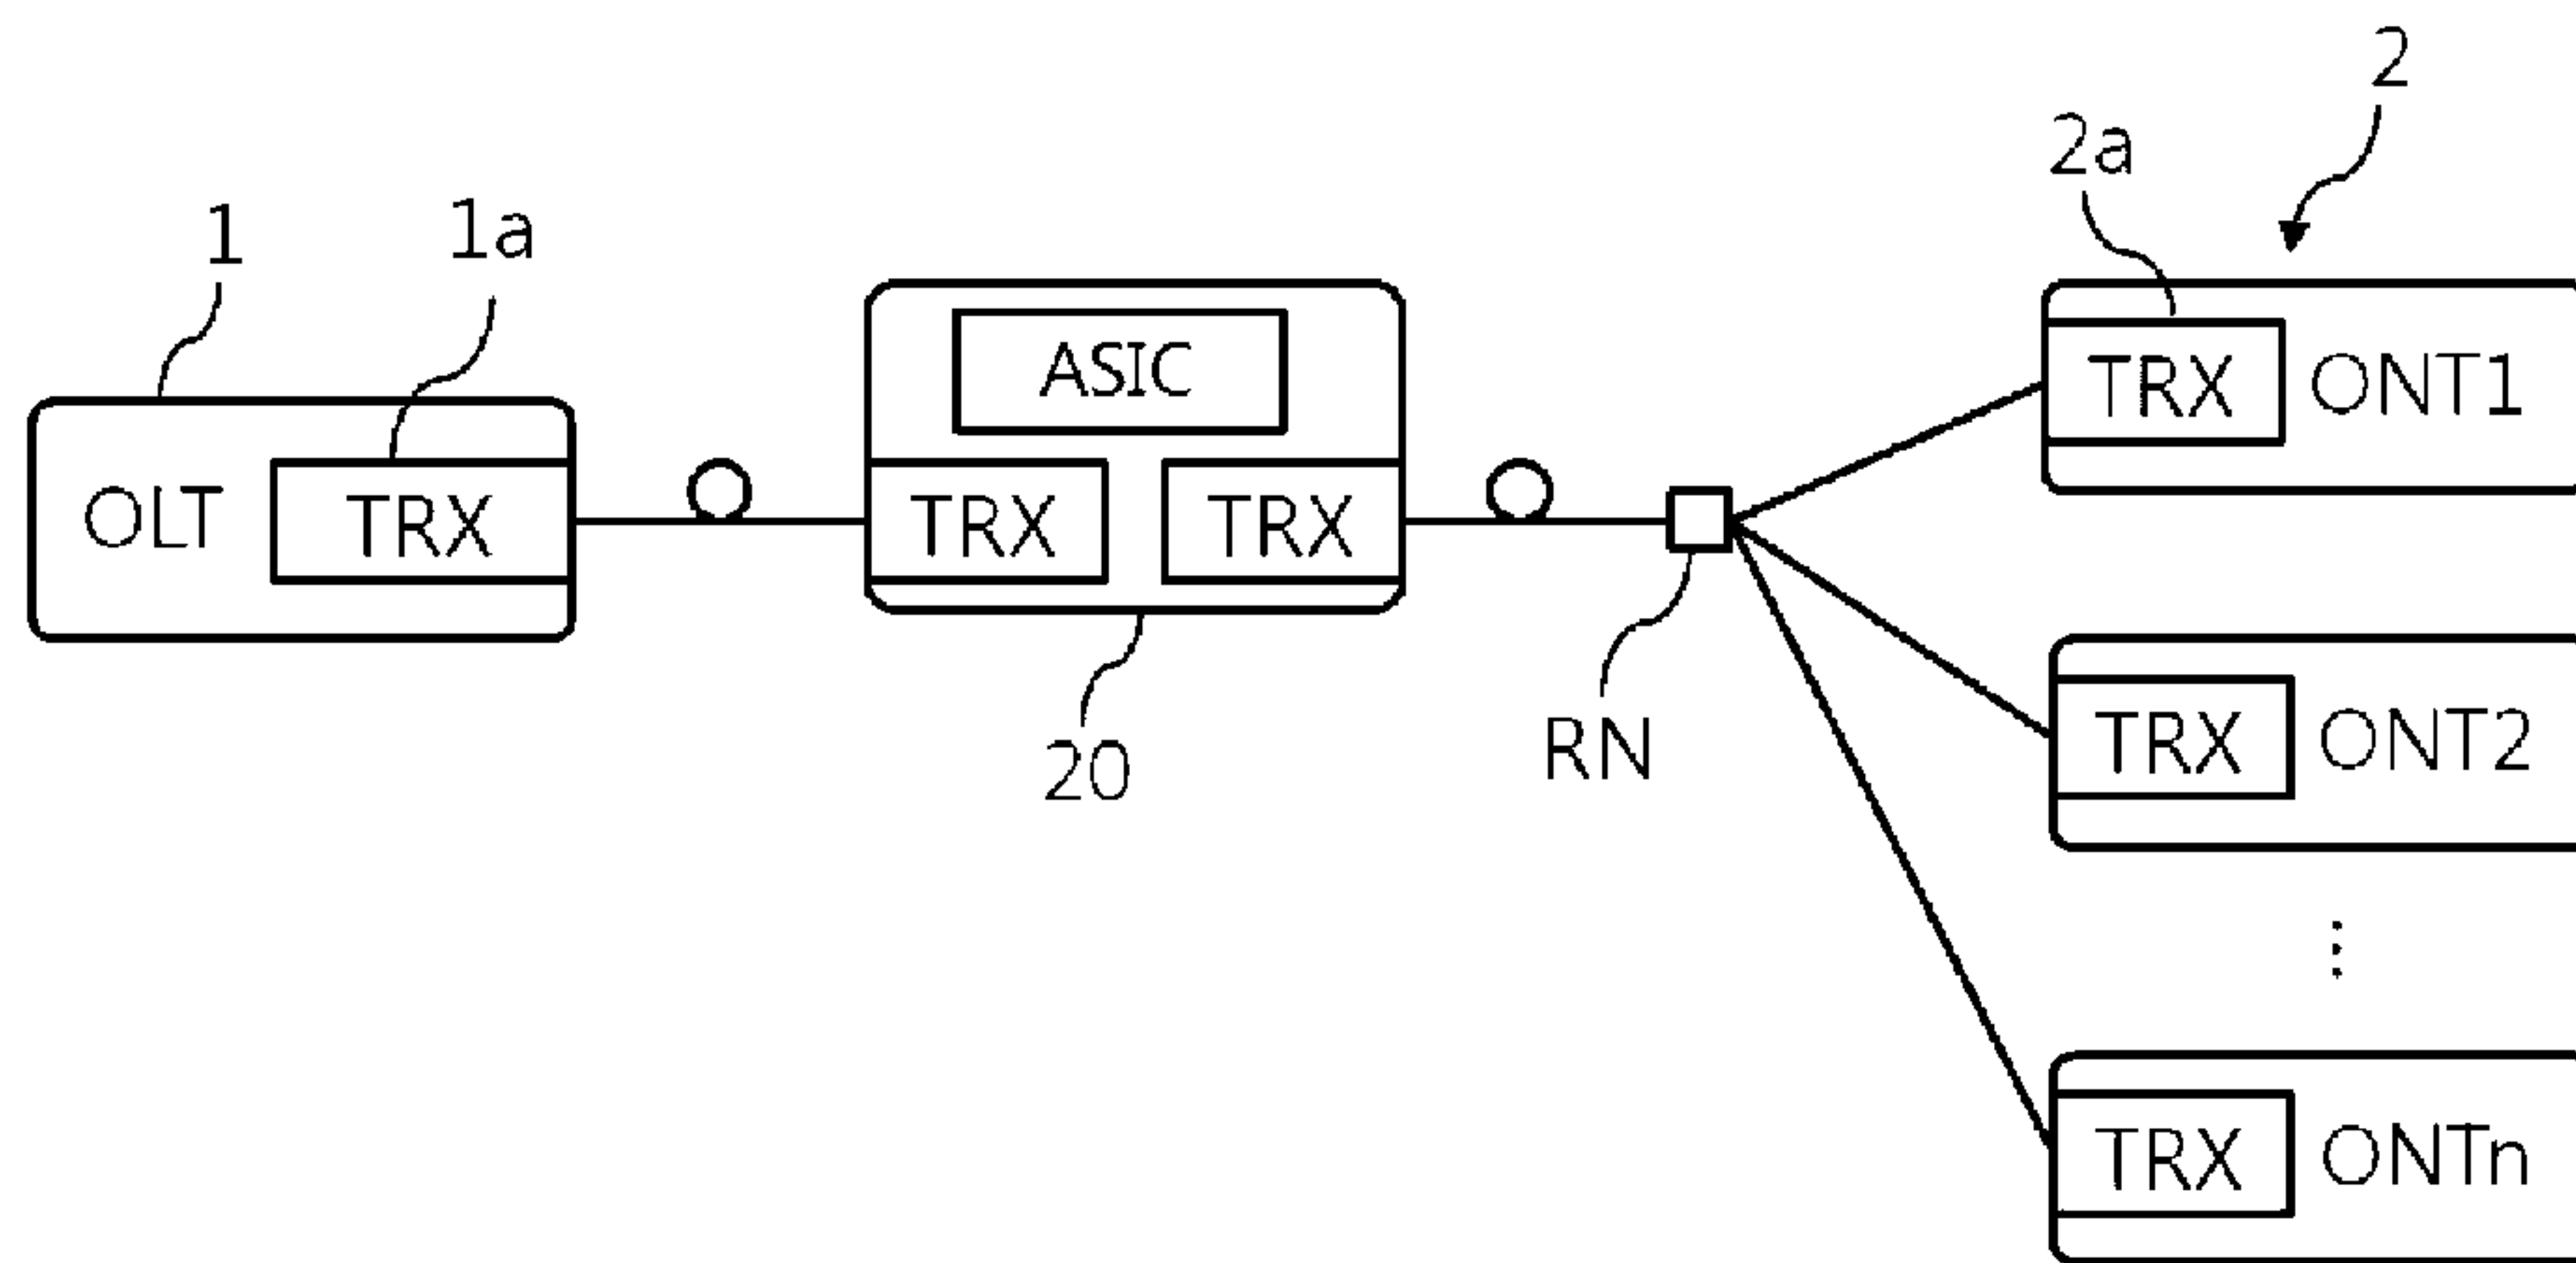 2
2a
1
1a
ASIC
TRX
ONT1
OLT
TRX
TRX
TRX
RN
20
TRX
ONT2
⋮
TRX
ONTn